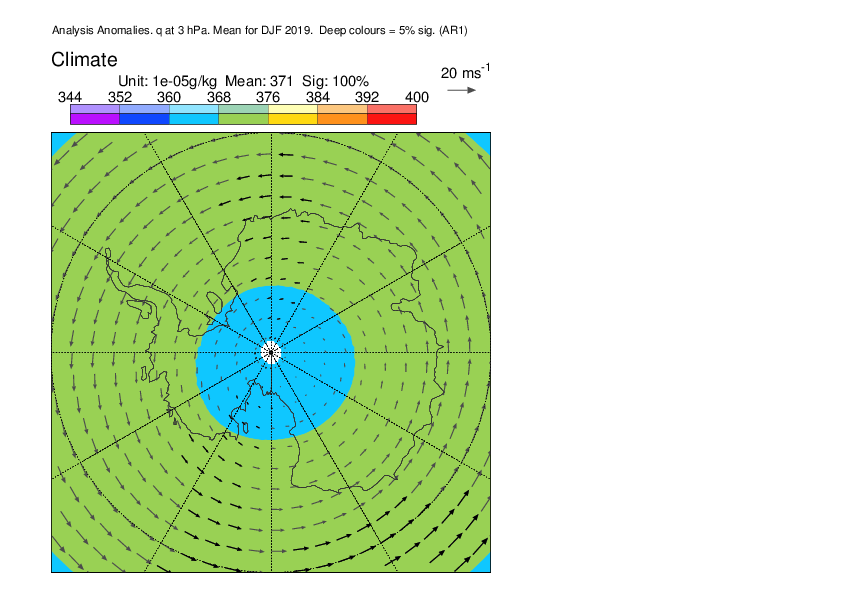 Analysis Anomalies. q at 3 hPa. Mean for DJF 2019.  Deep colours = 5% sig. (AR1)
Climate
20 ms-1
Unit: 1e-05g/kg  Mean: 371  Sig: 100%
344 352 360 368 376 384 392 400